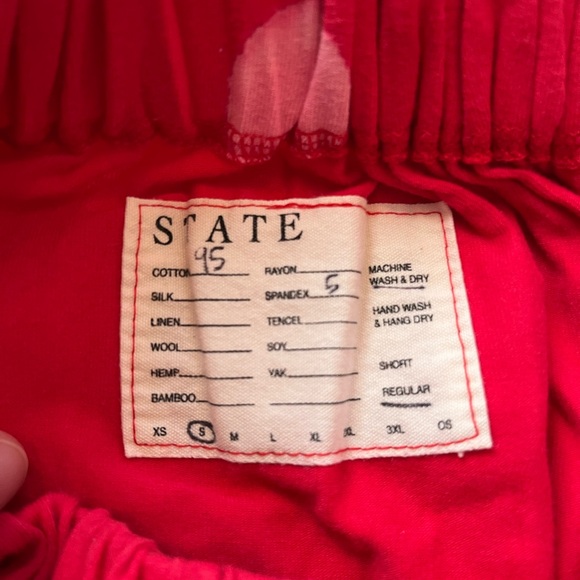 STATE
COTTON 95 RAYON MACHINE
SILK SPANDEX 5 WASH & DRY
LINEN TENCEL HAND WASH
WOOL SOY & HANG DRY
HEMP YAK SHORT
BAMBOO REGULAR
XS S M L XL 3XL OS